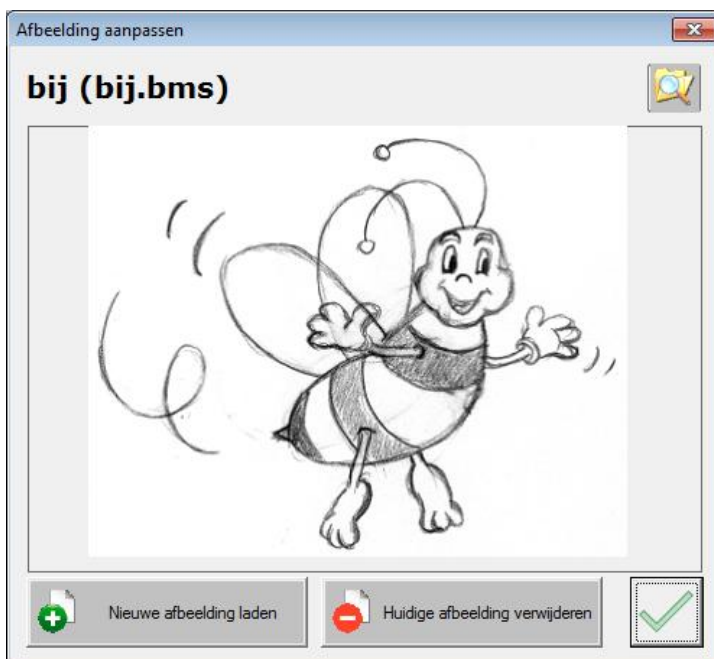 Afbeelding aanpassen
bij (bij.bms)
Nieuwe afbeelding laden
Huidige afbeelding verwijderen